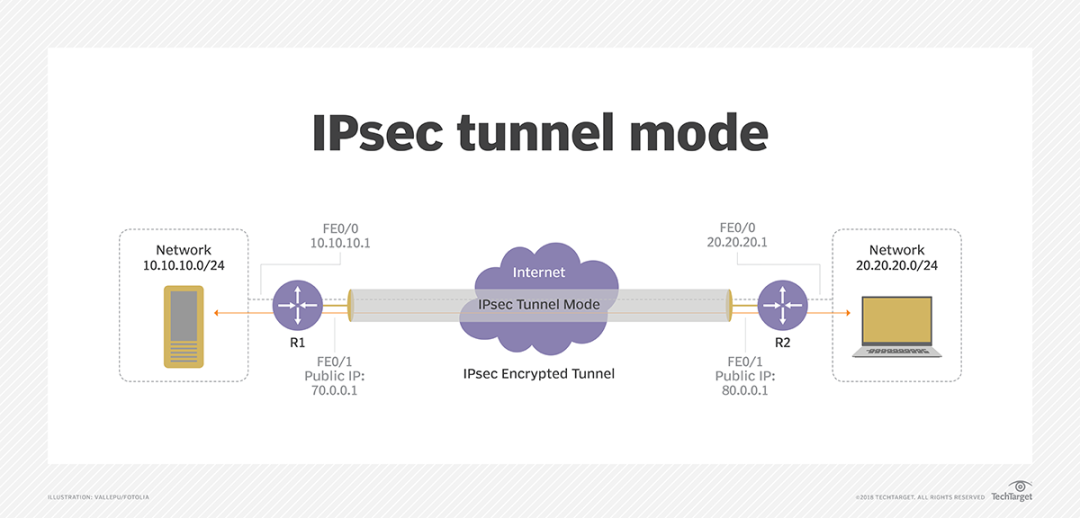 IPsec tunnel mode
FE0/0
10.10.10.1
FE0/0
20.20.20.1
Network
10.10.10.0/24
Network
20.20.20.0/24
Internet
IPsec Tunnel Mode
R1
R2
FE0/1
Public IP:
70.0.0.1
IPsec Encrypted Tunnel
FE0/1
Public IP:
80.0.0.1
ILLUSTRATION: VALLEPU/FOTOLIA
©2018 TECHTARGET. ALL RIGHTS RESERVED
TechTarget